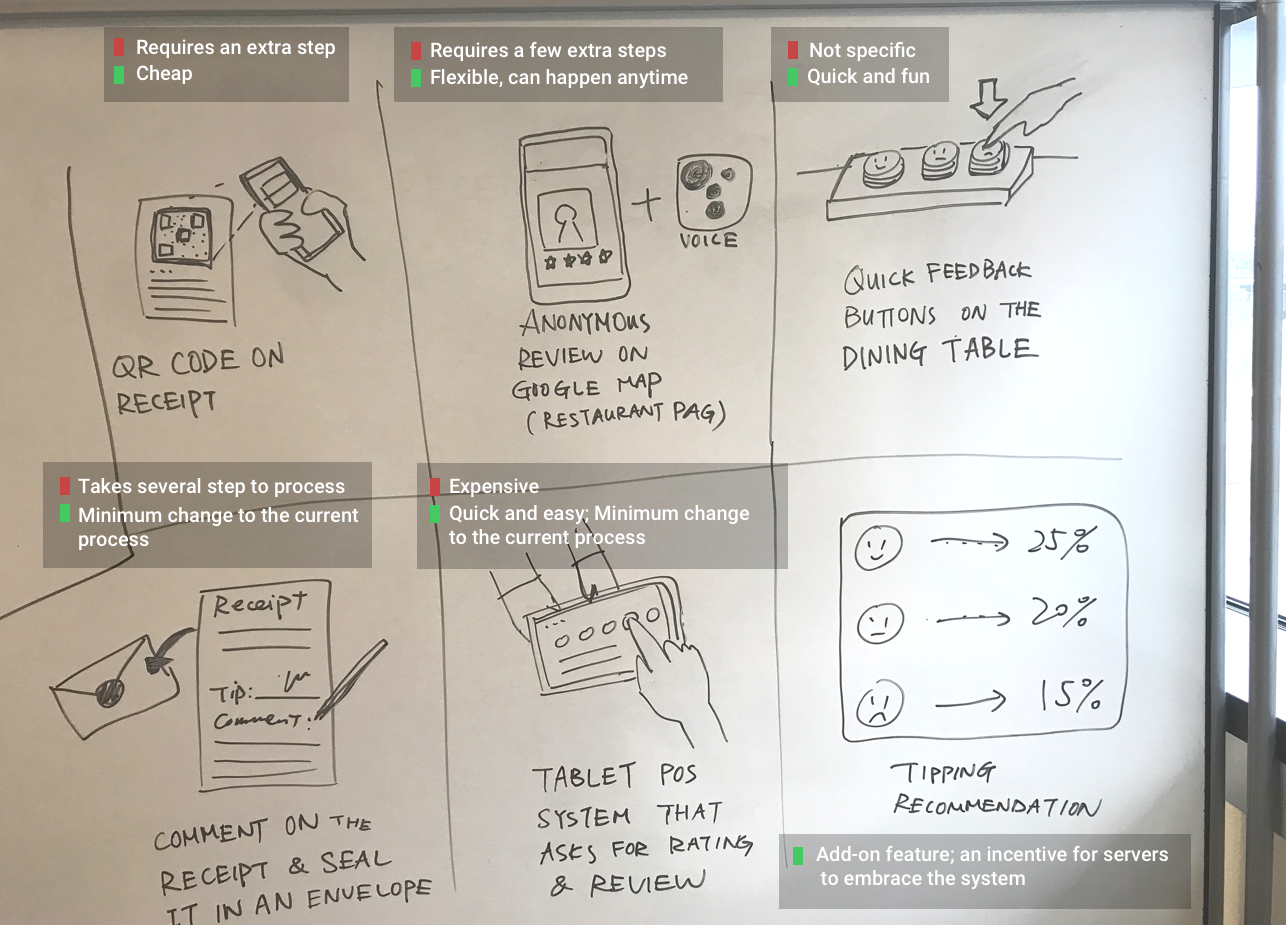 Requires an extra step
Cheap
QR CODE ON
RECEIPT
Requires a few extra steps
Flexible, can happen anytime
VOICE
ANONYMOUS
REVIEW ON
GOOGLE MAP
(RESTAURANT PAG)
Not specific
Quick and fun
QUICK FEEDBACK
BUTTONS ON THE
DINING TABLE
Takes several step to process
Minimum change to the current
process
Receipt
Tip:
Comment:
COMMENT ON THE
RECEIPT & SEAL
IT IN AN ENVELOPE
Expensive
Quick and easy; Minimum change
to the current process
TABLET POS
SYSTEM THAT
ASKS FOR RATING
& REVIEW
25%
20%
15%
TIPPING
RECOMMENDATION
Add-on feature; an incentive for servers
to embrace the system